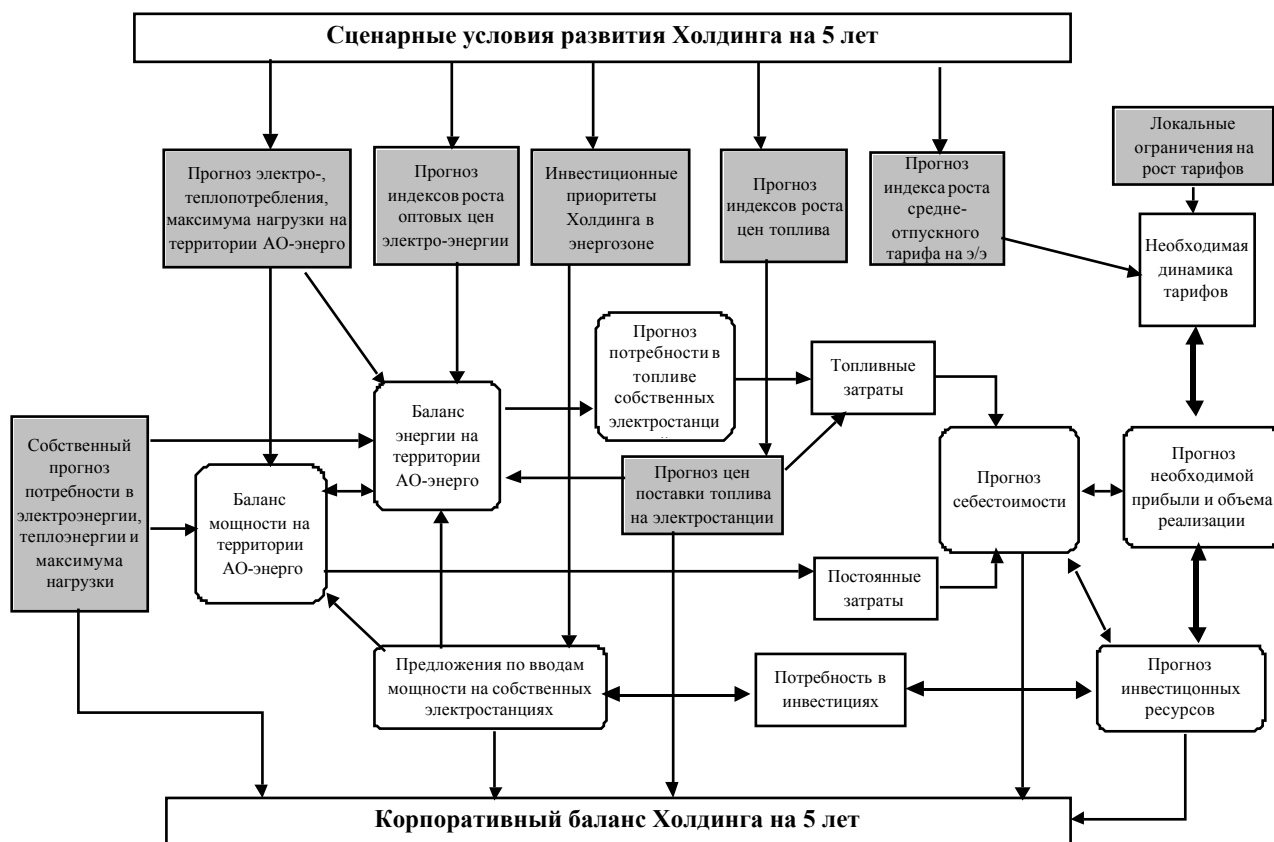 Сценарные условия развития Холдинга на 5 лет
Прогноз электро-,
теплопотребления,
максимума нагрузки на
территории АО-энерго
Прогноз
индексов роста
оптовых цен
электро-энергии
Инвестиционные
приоритеты
Холдинга в
энергозоне
Прогноз
индексов роста
цен топлива
Прогноз
индекса роста
средне-
отпускного
тарифа на э/э
Локальные
ограничения на
рост тарифов
Необходимая
динамика
тарифов
Прогноз
потребности в
топливе
собственных
электростанци
Топливные
затраты
Баланс
энергии на
территории
АО-энерго
Собственный
прогноз
потребности в
электроэнергии,
теплоэнергии и
максимума
нагрузки
Баланс
мощности на
территории
АО-энерго
Прогноз цен
поставки топлива
на электростанции
Прогноз
себестоимости
Прогноз
необходимой
прибыли и объема
реализации
Постоянные
затраты
Предложения по вводам
мощности на собственных
электростанциях
Потребность в
инвестициях
Прогноз
инвестицонных
ресурсов
Корпоративный баланс Холдинга на 5 лет